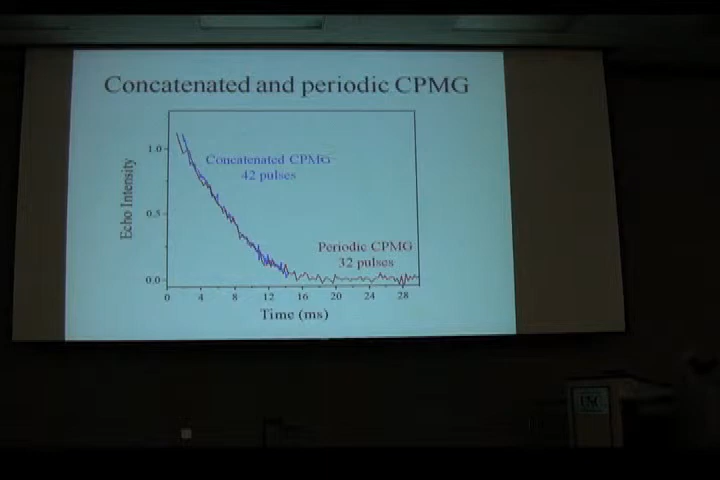 Concatenated and periodic CPMG
Concatenated CPMG
42 pulses
Periodic CPMG
32 pulses
Echo Intensity
1.0
0.5
0.0
0 4 8 12 16 20 24 28
Time (ms)
USC